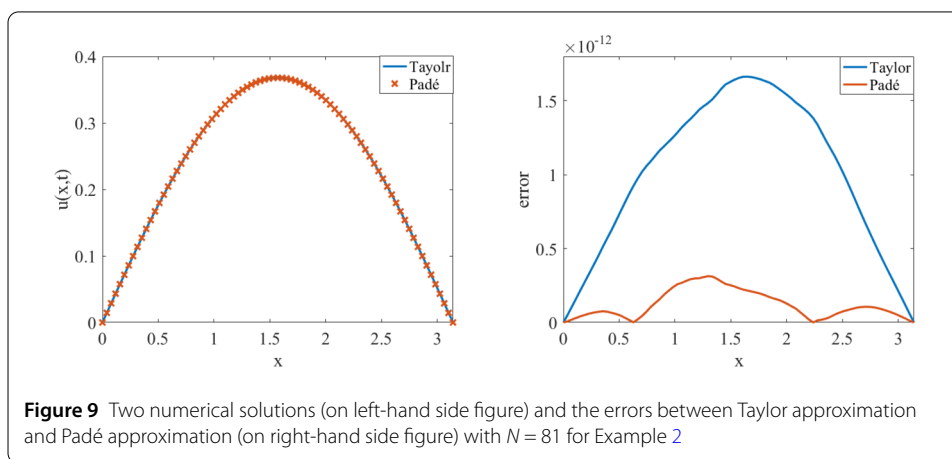 0.4
0.3
0.2
0.1
0
u(x,t)
0 0.5 1 1.5 2 2.5 3
x
Tayolr
Padé
×10-12
1.5
1
0.5
0
error
0 0.5 1 1.5 2 2.5 3
x
Taylor
Padé
Figure 9 Two numerical solutions (on left-hand side figure) and the errors between Taylor approximation
and Padé approximation (on right-hand side figure) with N = 81 for Example 2